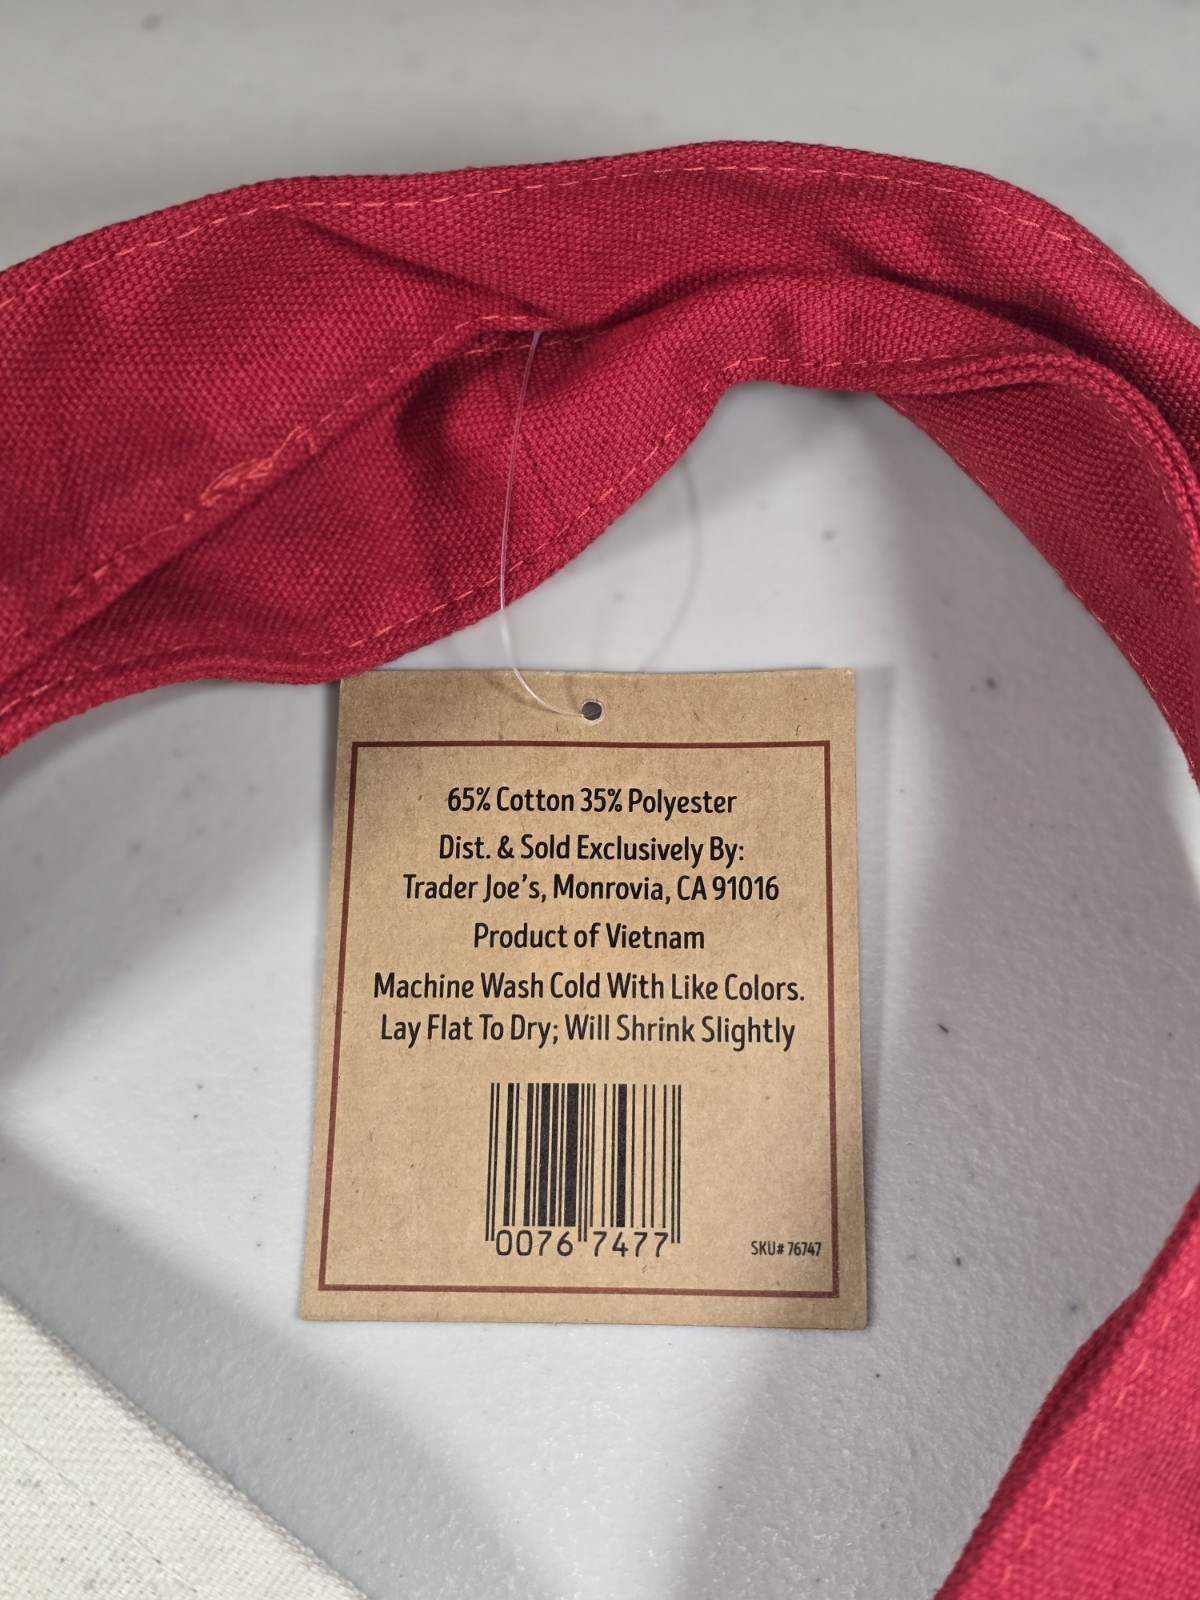 65% Cotton 35% Polyester
Dist. & Sold Exclusively By:
Trader Joe's, Monrovia, CA 91016
Product of Vietnam
Machine Wash Cold With Like Colors.
Lay Flat To Dry; Will Shrink Slightly
0076 7477
SKU# 76747